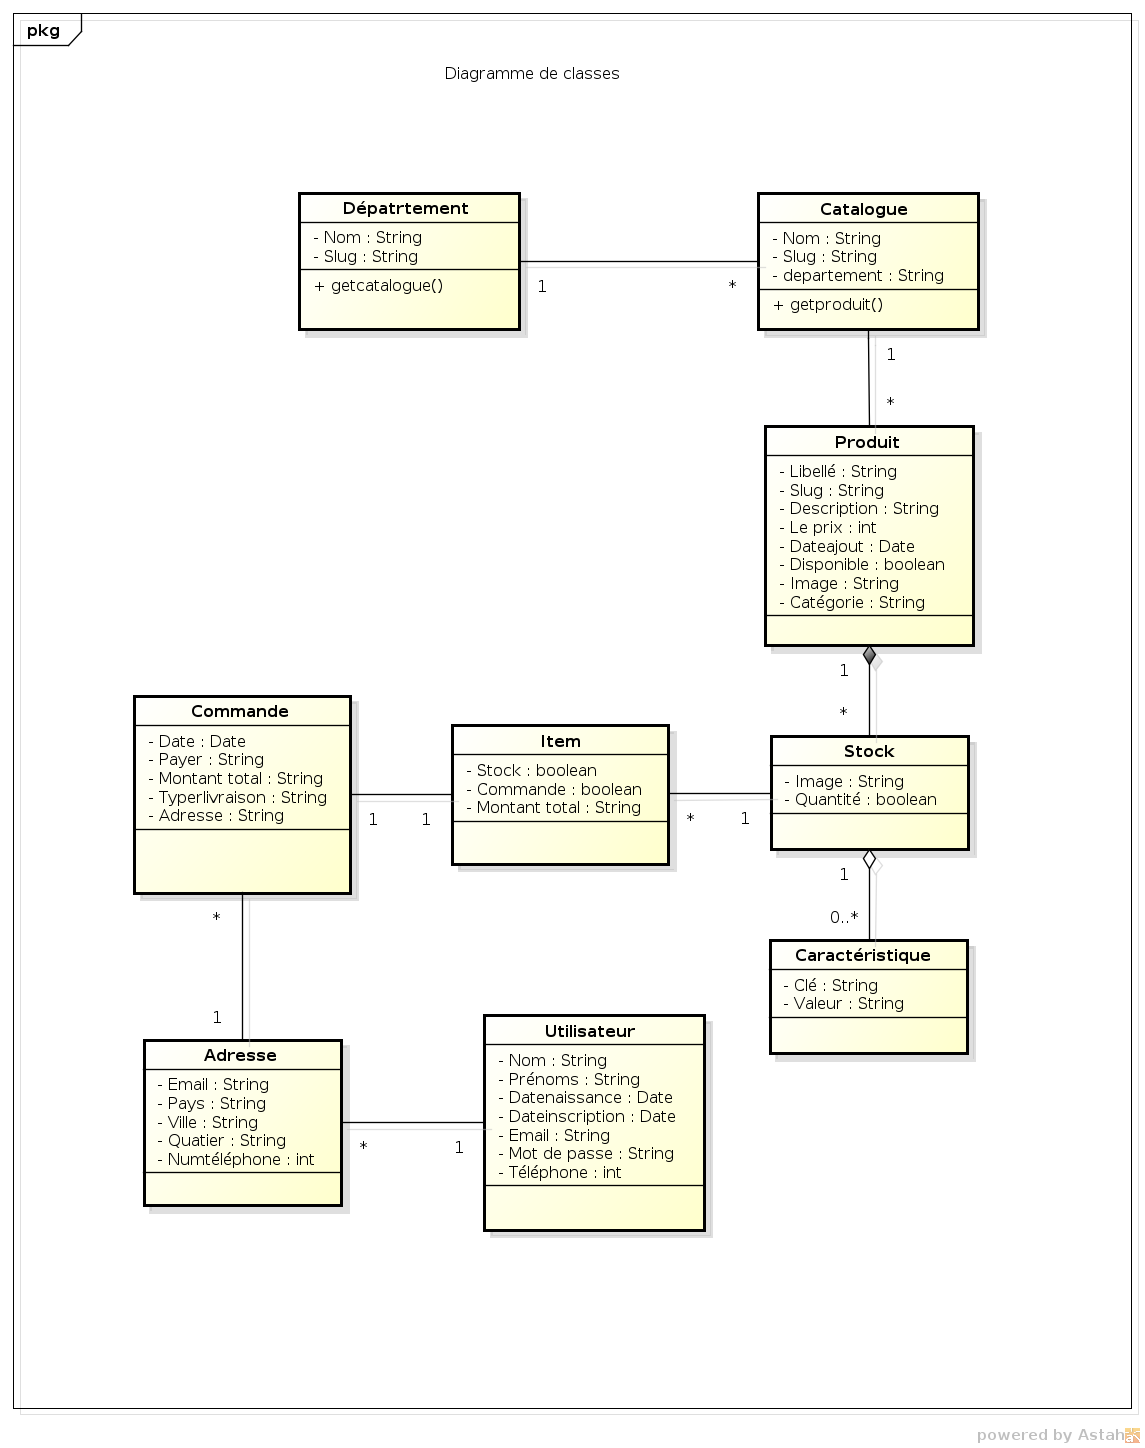 pkg
Diagramme de classes
Dépatrtement
- Nom : String
- Slug : String
+ getcatalogue()
1
*
Catalogue
- Nom : String
- Slug : String
- departement : String
+ getproduit()
1
*
Produit
- Libellé : String
- Slug : String
- Description : String
- Le prix : int
- Dateajout : Date
- Disponible : boolean
- Image : String
- Catégorie : String
1
*
Commande
- Date : Date
- Payer : String
- Montant total : String
- Typerlivraison : String
- Adresse : String
1
1
Item
- Stock : boolean
- Commande : boolean
- Montant total : String
*
1
Stock
- Image : String
- Quantité : boolean
1
0..*
Caractéristique
- Clé : String
- Valeur : String
*
1
Adresse
- Email : String
- Pays : String
- Ville : String
- Quatier : String
- Numtéléphone : int
*
1
Utilisateur
- Nom : String
- Prénoms : String
- Datenaissance : Date
- Dateinscription : Date
- Email : String
- Mot de passe : String
- Téléphone : int
powered by Astah